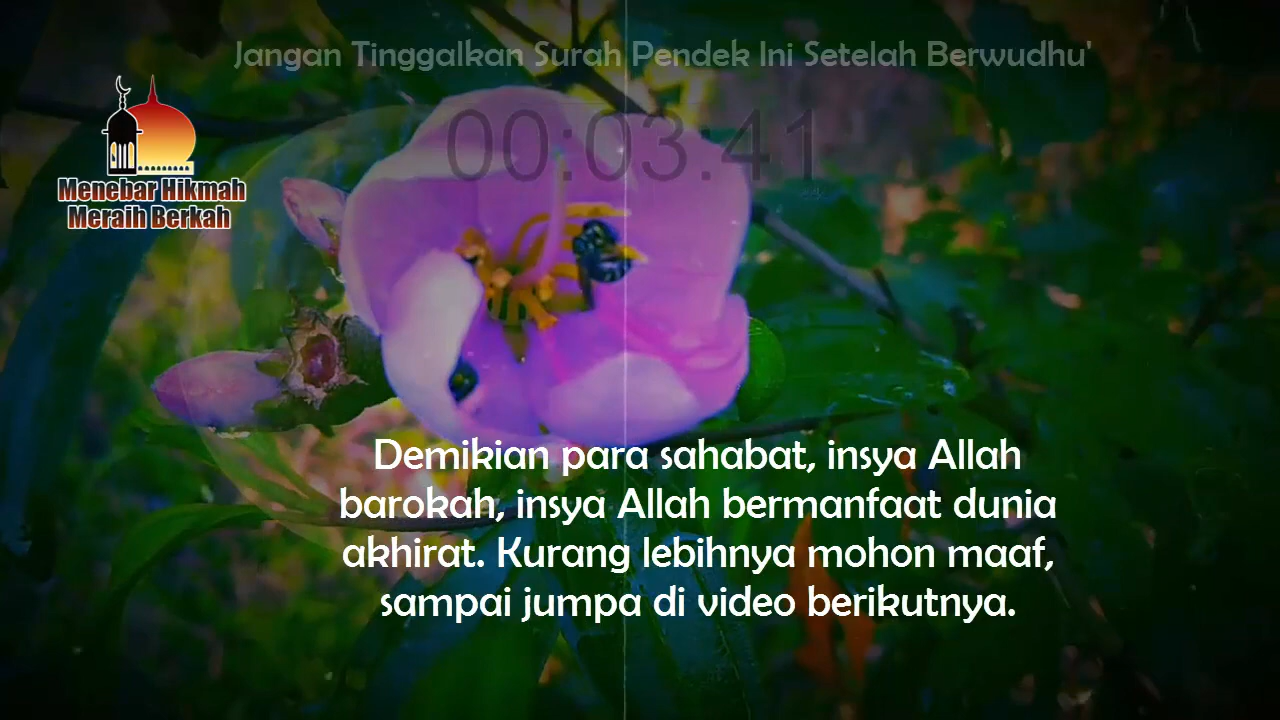 Jangan Tinggalkan Surah Pendek Ini Setelah Berwudhu'
00:03:41
Menebar Hikmah
Meraih Berkah
Demikian para sahabat, insya Allah
barokah, insya Allah bermanfaat dunia
akhirat. Kurang lebihnya mohon maaf,
sampai jumpa di video berikutnya.